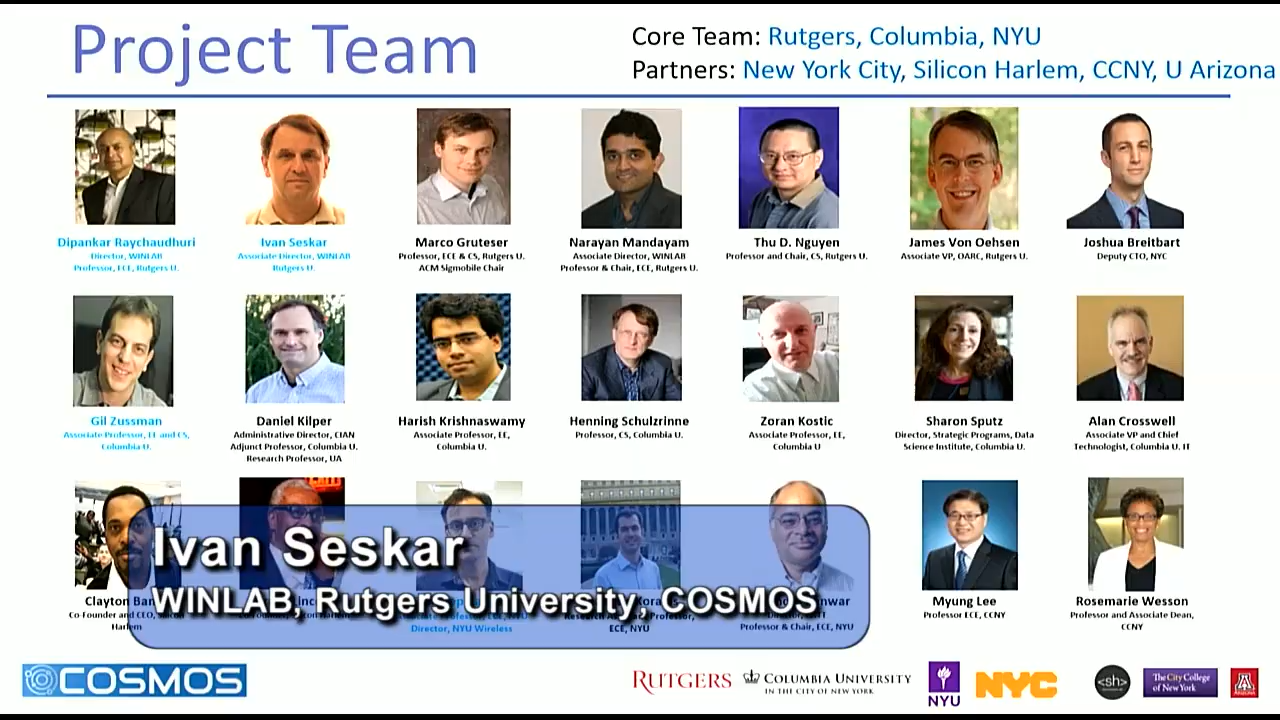 Project Team
Core Team: Rutgers, Columbia, NYU
Partners: New York City, Silicon Harlem, CCNY, U Arizona
Dipankar Raychaudhuri
Director, WINLAB
Professor, ECE, Rutgers U.
Ivan Seskar
Associate Director, WINLAB
Rutgers U.
Marco Gruteser
Professor, ECE & CS, Rutgers U.
ACM Sigmobile Chair
Narayan Mandayam
Associate Director, WINLAB
Professor & Chair, ECE, Rutgers U.
Thu D. Nguyen
Professor and Chair, CS, Rutgers U.
James Von Oehsen
Associate VP, OARC, Rutgers U.
Joshua Breitbart
Deputy CTO, NYC
Gil Zussman
Associate Professor, EE and CS,
Columbia U.
Daniel Kilper
Administrative Director, CIAN
Adjunct Professor, Columbia U.
Research Professor, UA
Harish Krishnaswamy
Associate Professor, EE,
Columbia U.
Henning Schulzrinne
Professor, CS, Columbia U.
Zoran Kostic
Associate Professor, EE,
Columbia U
Sharon Sputz
Director, Strategic Programs, Data
Science Institute, Columbia U.
Alan Crosswell
Associate VP and Chief
Technologist, Columbia U. IT
Clayton
Co-Founder and CEO,
Harlem
Director, NYU Wireless
ECE, NYU
Professor & Chair, ECE, NYU
Myung Lee
Professor ECE, CCNY
Rosemarie Wesson
Professor and Associate Dean,
CCNY
Ivan Seskar
WINLAB, Rutgers University, COSMOS
COSMOS
RUTGERS
COLUMBIA UNIVERSITY
IN THE CITY OF NEW YORK
NYU
NYC
<sh>
The City College
of New York
A
ARIZONA